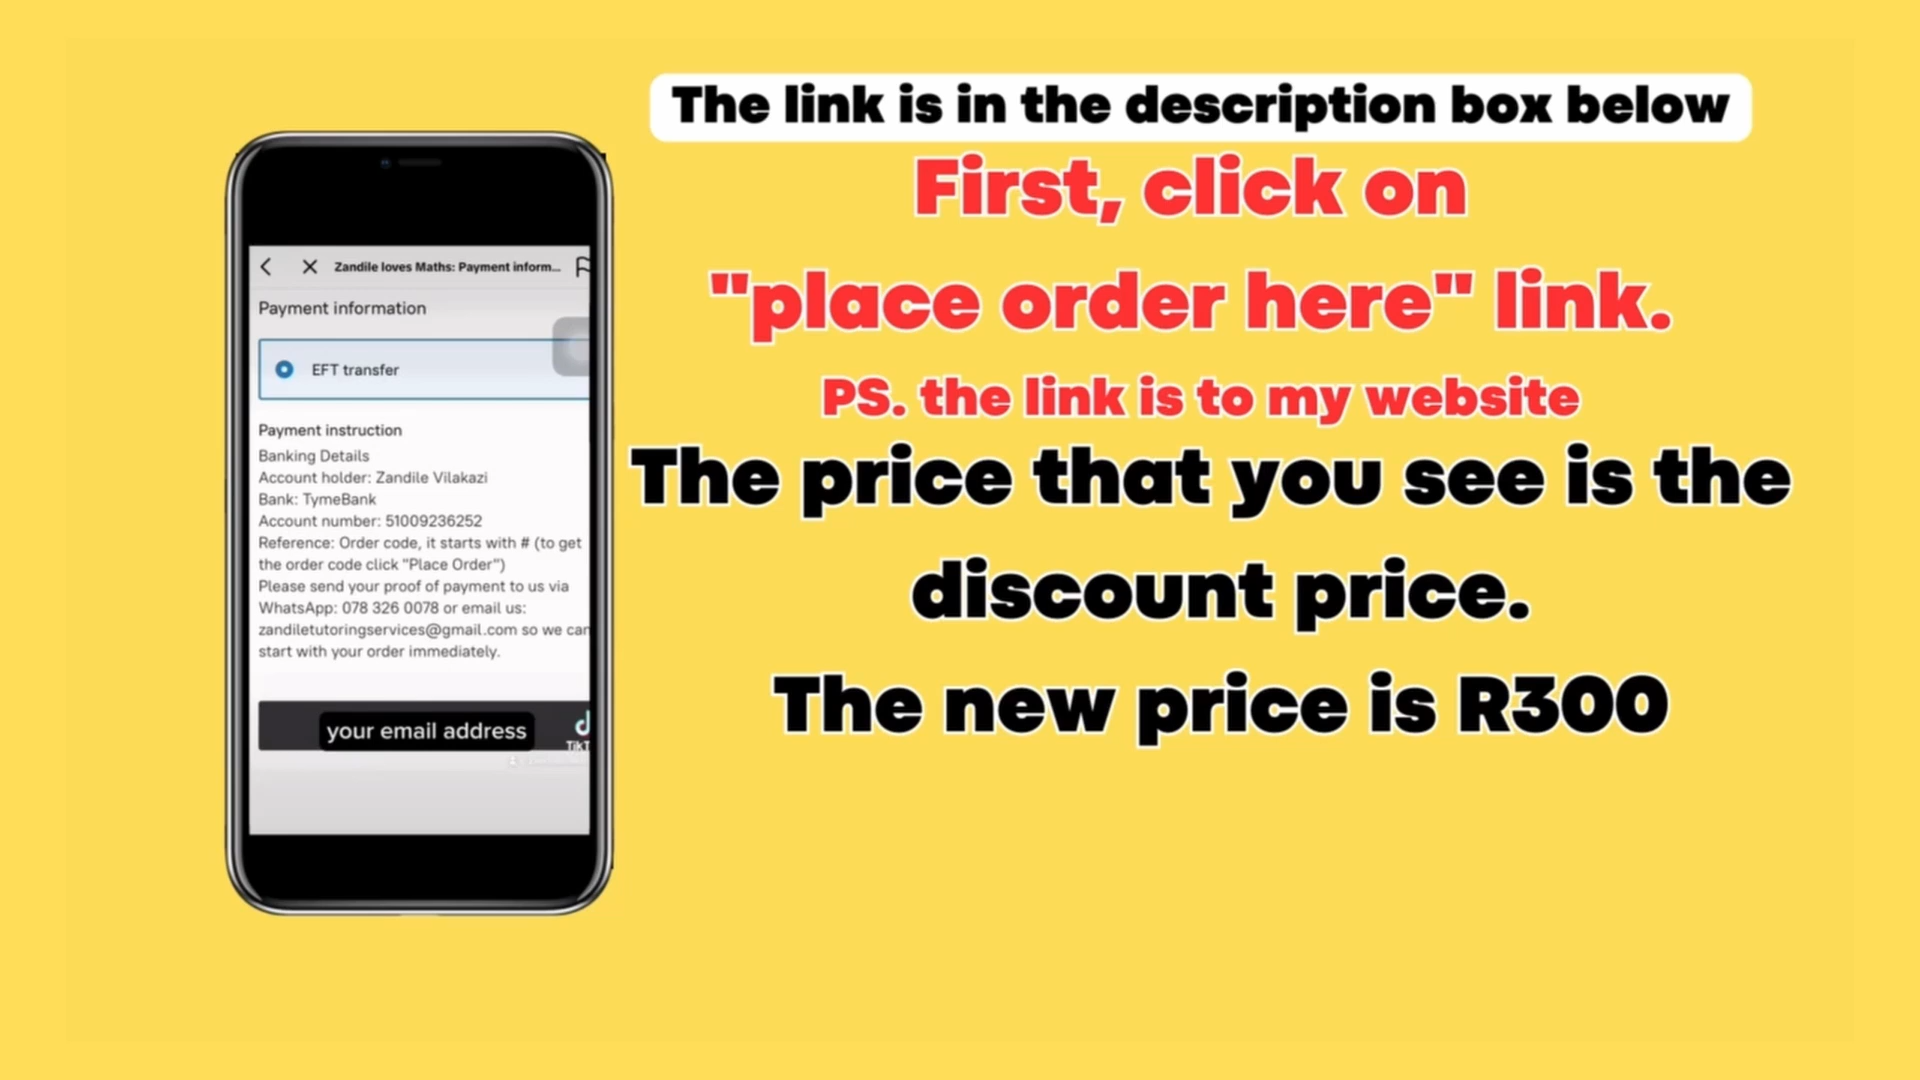 The link is in the description box below
First, click on
"place order here" link.
PS. the link is to my website
The price that you see is the
discount price.
The new price is R300
Zandile loves Maths: Payment inform...
Payment information
EFT transfer
Payment instruction
Banking Details
Account holder: Zandile Vilakazi
Bank: TymeBank
Account number: 51009236252
Reference: Order code, it starts with # (to get
the order code click "Place Order")
Please send your proof of payment to us via
WhatsApp: 078 326 0078 or email us:
zandiletutoringservices@gmail.com so we can
start with your order immediately.
your email address
TikT